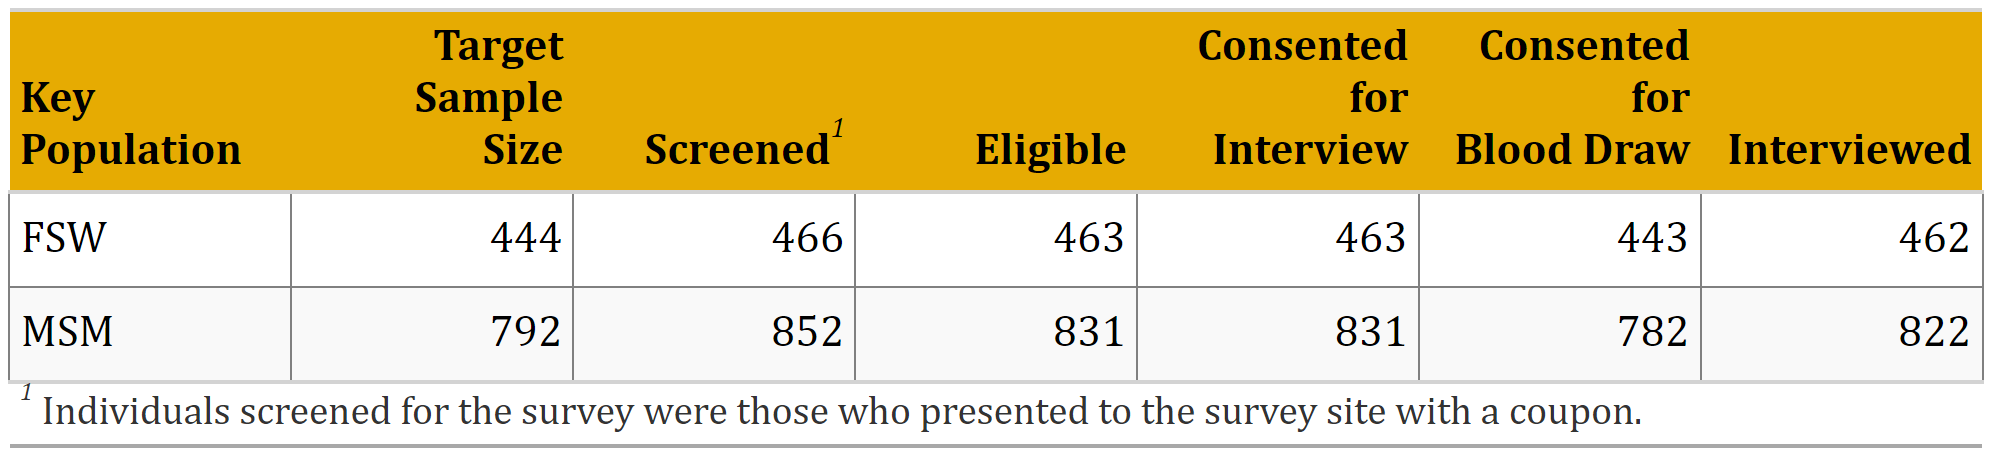 Key Population | Target Sample Size | Screened1 | Eligible | Consented for Interview | Consented for Blood Draw | Interviewed
FSW | 444 | 466 | 463 | 463 | 443 | 462
MSM | 792 | 852 | 831 | 831 | 782 | 822
1 Individuals screened for the survey were those who presented to the survey site with a coupon.